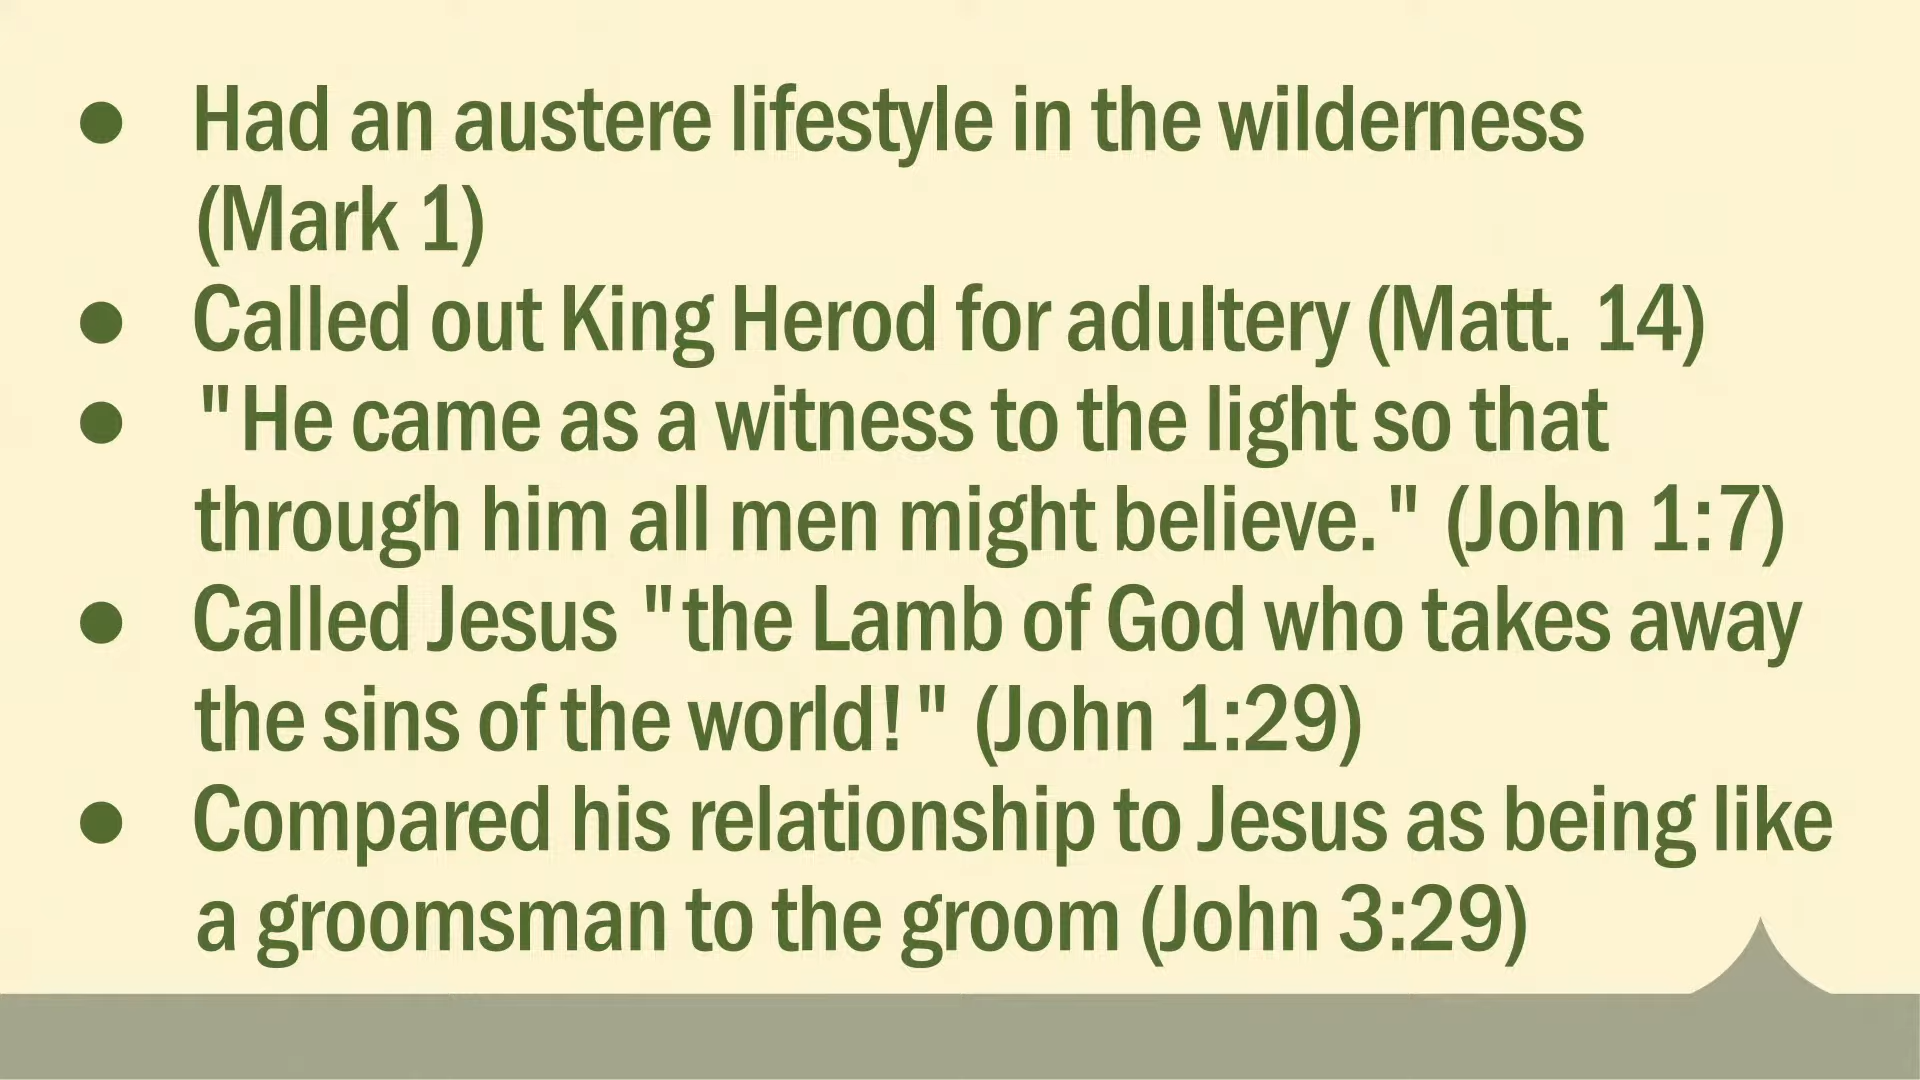 ● Had an austere lifestyle in the wilderness
(Mark 1)
● Called out King Herod for adultery (Matt. 14)
● "He came as a witness to the light so that
through him all men might believe." (John 1:7)
● Called Jesus "the Lamb of God who takes away
the sins of the world!" (John 1:29)
● Compared his relationship to Jesus as being like
a groomsman to the groom (John 3:29)